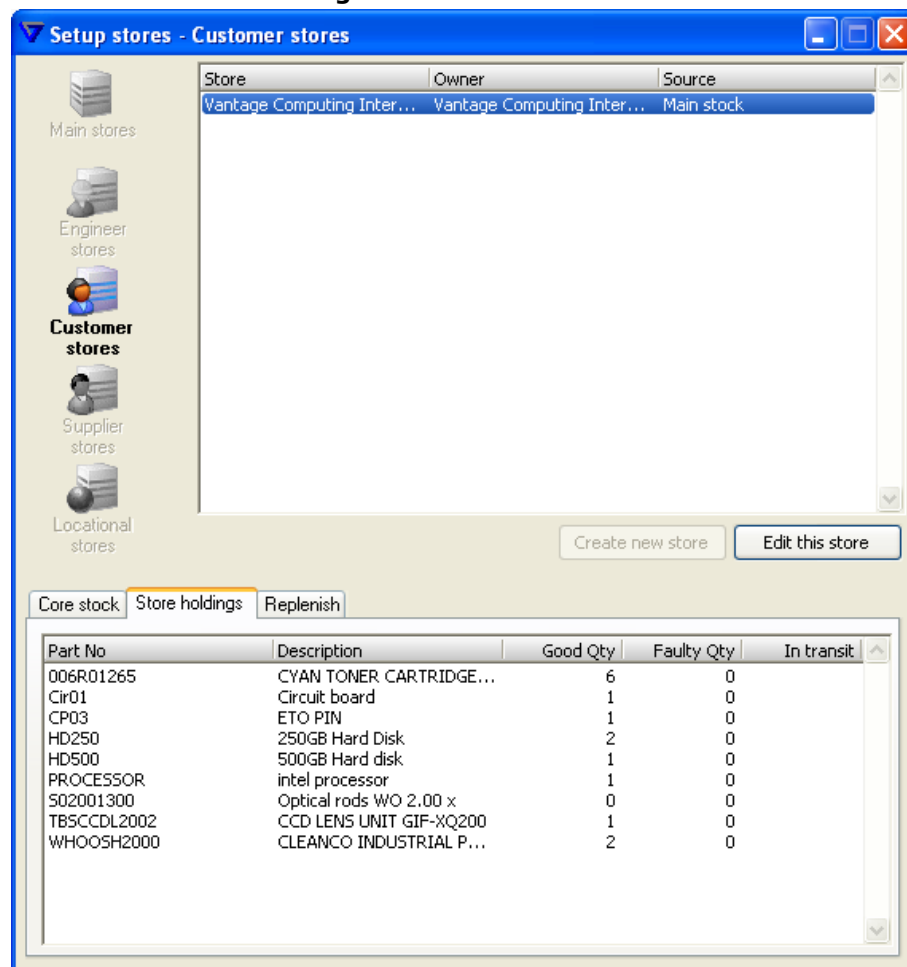 Setup stores - Customer stores
Main stores
Engineer
stores
Customer
stores
Supplier
stores
Locational
stores
Store Owner Source
Vantage Computing Inter... Vantage Computing Inter... Main stock
Create new store Edit this store
Core stock Store holdings Replenish
Part No Description Good Qty Faulty Qty In transit
006R01265 CYAN TONER CARTRIDGE... 6 0
Cir01 Circuit board 1 0
CP03 ETO PIN 1 0
HD250 250GB Hard Disk 2 0
HD500 500GB Hard disk 1 0
PROCESSOR intel processor 1 0
S02001300 Optical rods WO 2.00 x 0 0
TBSCCDL2002 CCD LENS UNIT GIF-XQ200 1 0
WHOOSH2000 CLEANCO INDUSTRIAL P... 2 0